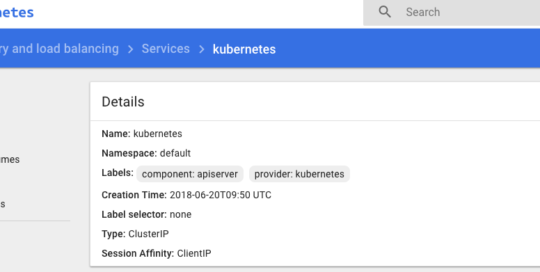 netes
Search
ry and load balancing > Services > kubernetes
Details
Name: kubernetes
Namespace: default
umes
Labels: component: apiserver provider: kubernetes
Creation Time: 2018-06-20T09:50 UTC
s
Label selector: none
Type: ClusterIP
Session Affinity: ClientIP